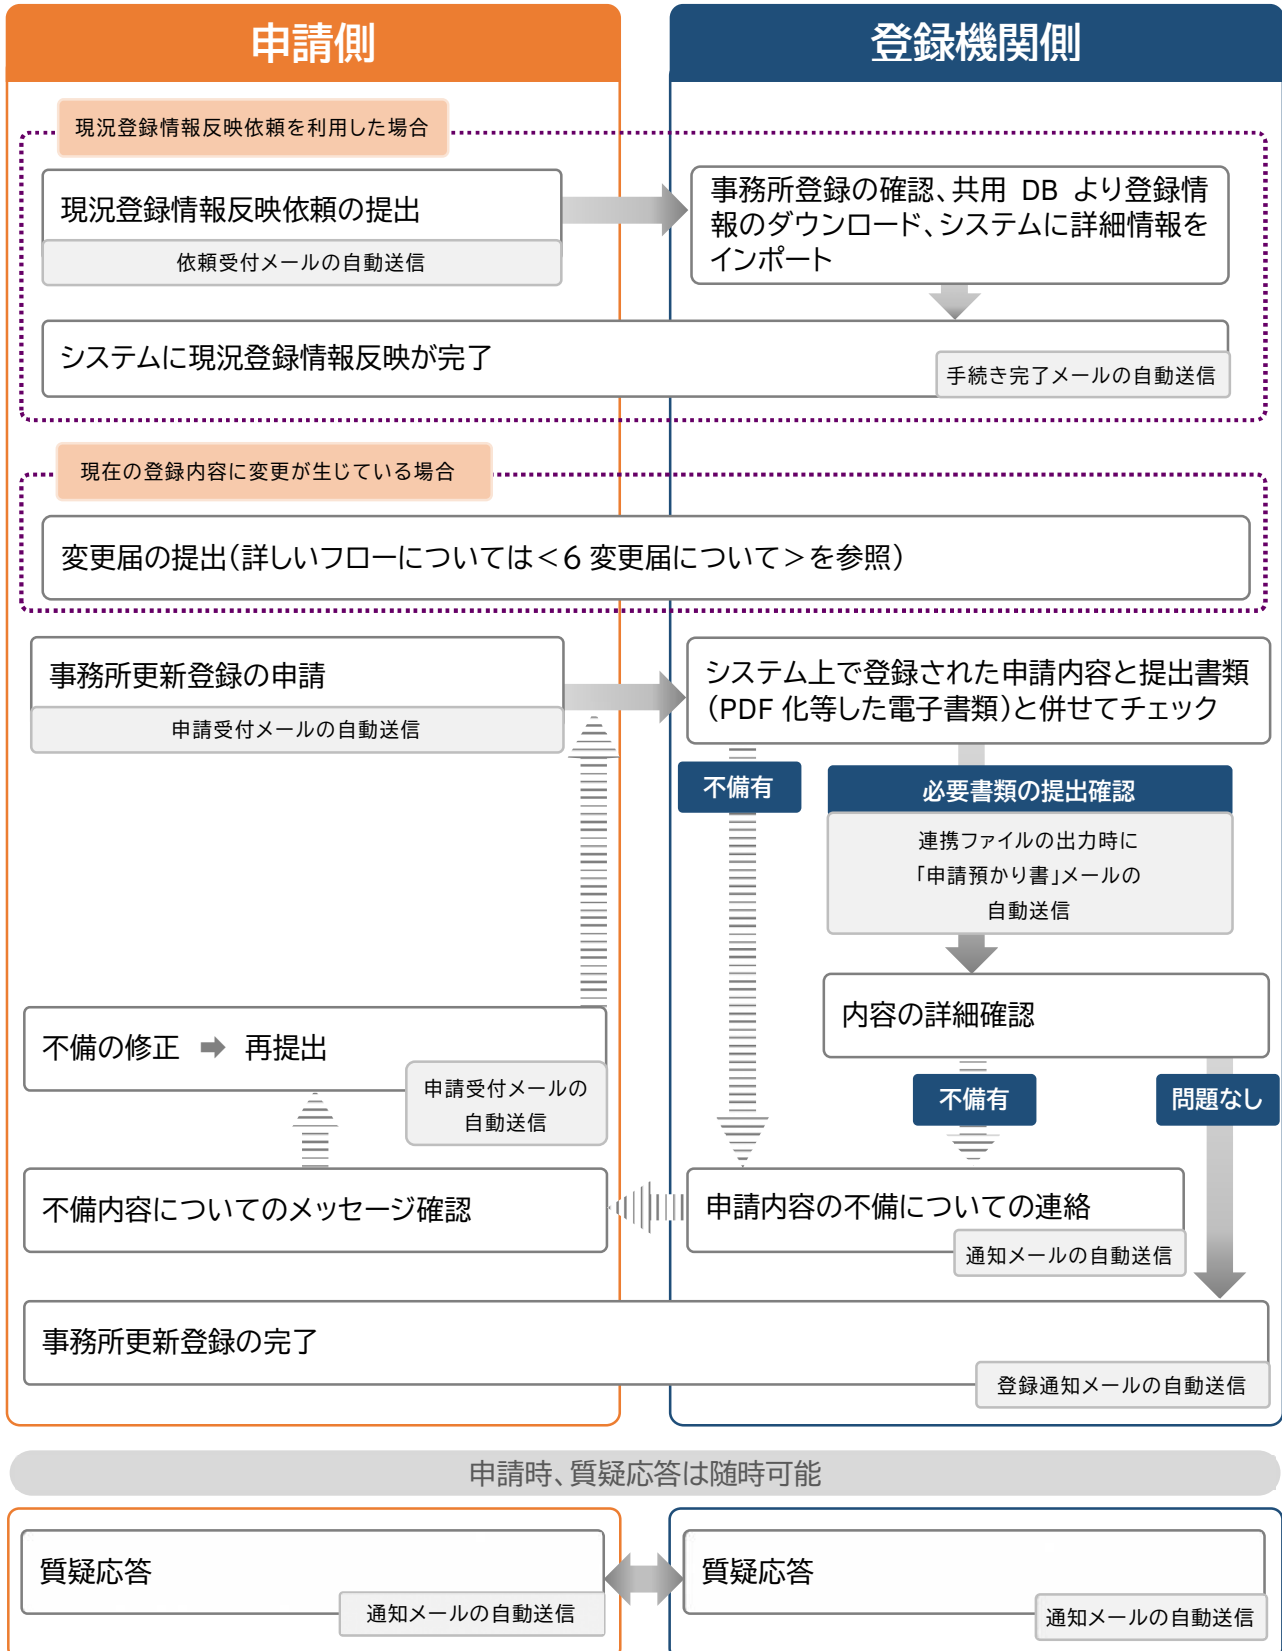 申請側
登録機関側
現況登録情報反映依頼を利用した場合
現況登録情報反映依頼の提出
依頼受付メールの自動送信
事務所登録の確認、共用 DB より登録情
報のダウンロード、システムに詳細情報を
インポート
システムに現況登録情報反映が完了
手続き完了メールの自動送信
現在の登録内容に変更が生じている場合
変更届の提出(詳しいフローについては<6 変更届について>を参照)
事務所更新登録の申請
申請受付メールの自動送信
システム上で登録された申請内容と提出書類
(PDF 化等した電子書類)と併せてチェック
不備有
必要書類の提出確認
連携ファイルの出力時に
「申請預かり書」メールの
自動送信
内容の詳細確認
不備の修正 ➡ 再提出
申請受付メールの
自動送信
不備有
問題なし
不備内容についてのメッセージ確認
申請内容の不備についての連絡
通知メールの自動送信
事務所更新登録の完了
登録通知メールの自動送信
申請時、質疑応答は随時可能
質疑応答
通知メールの自動送信
質疑応答
通知メールの自動送信